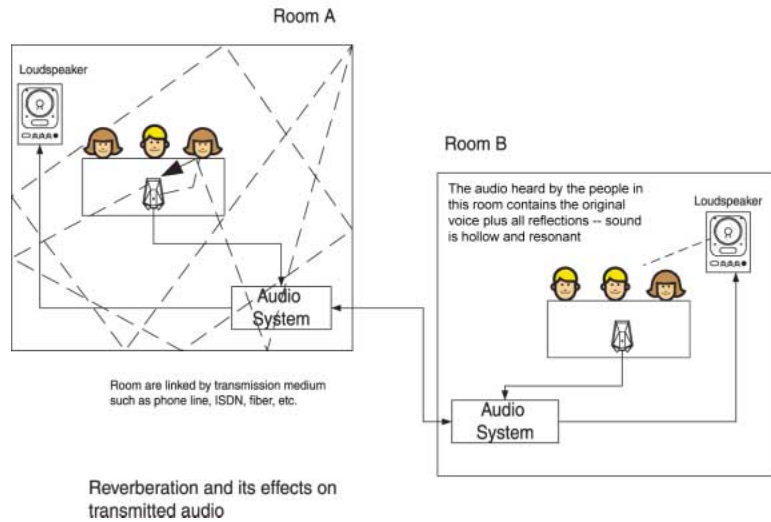 Room A
Loudspeaker
Audio
System
Room are linked by transmission medium
such as phone line, ISDN, fiber, etc.
Room B
The audio heard by the people in
this room contains the original
voice plus all reflections -- sound
is hollow and resonant
Loudspeaker
Audio
System
Reverberation and its effects on
transmitted audio